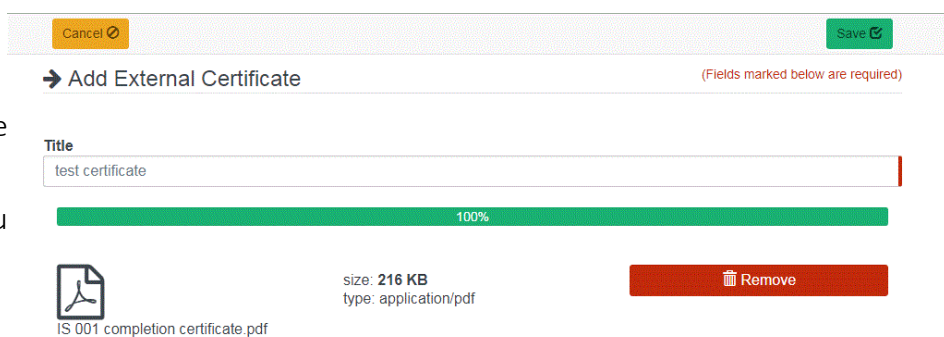 Cancel
Save
Add External Certificate
(Fields marked below are required)
e
Title
test certificate
u
100%
size: 216 KB
type: application/pdf
Remove
IS 001 completion certificate.pdf